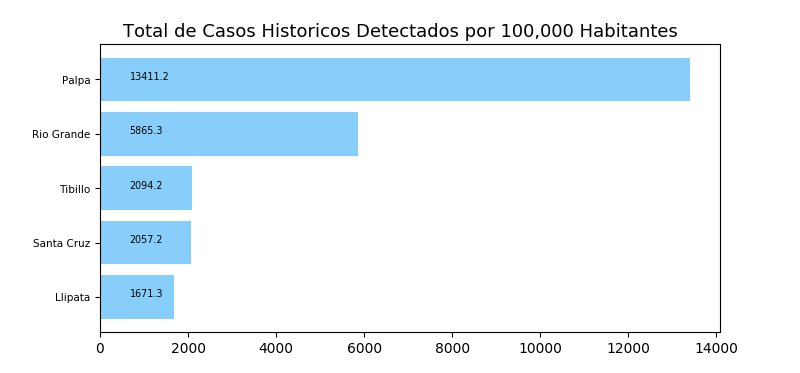 Total de Casos Historicos Detectados por 100,000 Habitantes
Palpa 13411.2
Rio Grande 5865.3
Tibillo 2094.2
Santa Cruz 2057.2
Llipata 1671.3
0 2000 4000 6000 8000 10000 12000 14000